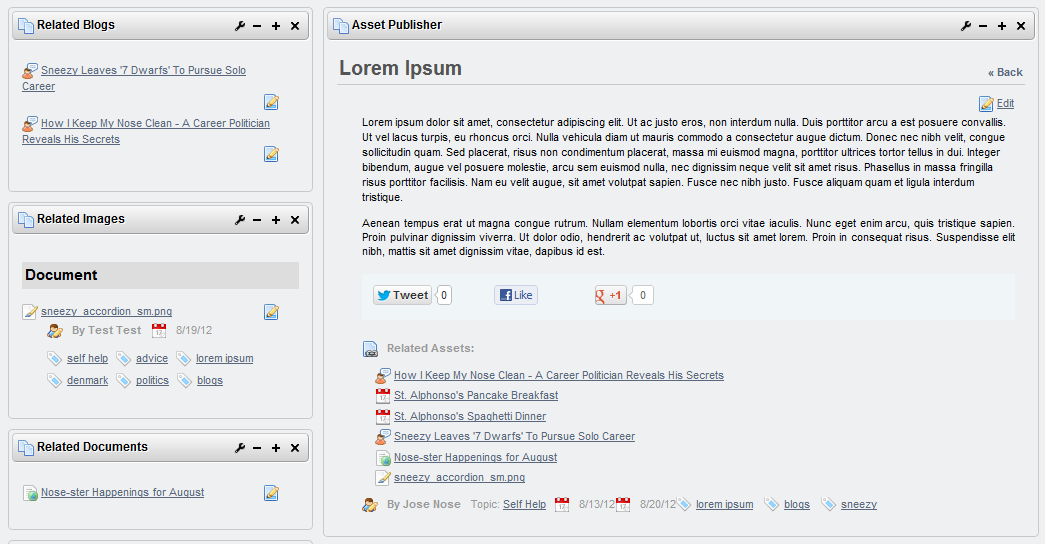 Related Blogs
Sneezy Leaves '7 Dwarfs' To Pursue Solo
Career
How I Keep My Nose Clean - A Career Politician
Reveals His Secrets
Related Images
Document
sneezy_accordion_sm.png
By Test Test 8/19/12
self help advice lorem ipsum
denmark politics blogs
Related Documents
Nose-ster Happenings for August
Asset Publisher
Lorem Ipsum
« Back
Edit
Lorem ipsum dolor sit amet, consectetur adipiscing elit. Ut ac justo eros, non interdum nulla. Duis porttitor arcu a est posuere convallis.
Ut vel lacus turpis, eu rhoncus orci. Nulla vehicula diam ut mauris commodo a consectetur augue dictum. Donec nec nibh velit, congue
sollicitudin quam. Sed placerat, risus non condimentum placerat, massa mi euismod magna, porttitor ultrices tortor tellus in dui. Integer
bibendum, augue vel posuere molestie, arcu sem euismod nulla, nec dignissim neque velit sit amet risus. Phasellus in massa fringilla
risus porttitor facilisis. Nam eu velit augue, sit amet volutpat sapien. Fusce nec nibh justo. Fusce aliquam quam et ligula interdum
tristique.
Aenean tempus erat ut magna congue rutrum. Nullam elementum lobortis orci vitae iaculis. Nunc eget enim arcu, quis tristique sapien.
Proin pulvinar dignissim viverra. Ut dolor odio, hendrerit ac volutpat ut, luctus sit amet lorem. Proin in consequat risus. Suspendisse elit
nibh, mattis sit amet dignissim vitae, dapibus id est.
Tweet 0 Like +1 0
Related Assets:
How I Keep My Nose Clean - A Career Politician Reveals His Secrets
St. Alphonso's Pancake Breakfast
St. Alphonso's Spaghetti Dinner
Sneezy Leaves '7 Dwarfs' To Pursue Solo Career
Nose-ster Happenings for August
sneezy_accordion_sm.png
By Jose Nose Topic: Self Help 8/13/12 8/20/12 lorem ipsum blogs sneezy